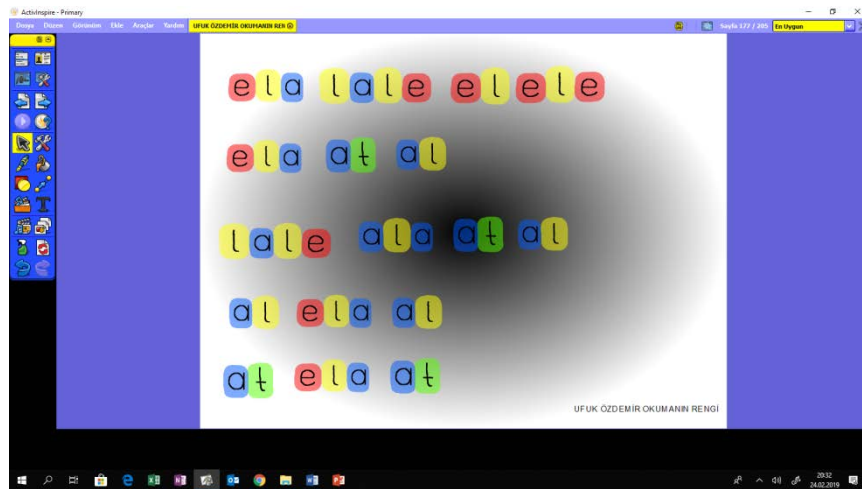 ActivInspire - Primary
Dosya Düzen Görünüm Ekle Araçlar Yardım UFUK ÖZDEMİR OKUMANIN REN
Sayfa 177 / 205 En Uygun
ela lale el ele
ela at al
lale ala at al
al ela al
at ela at
UFUK ÖZDEMİR OKUMANIN RENGİ
20:32
24.02.2019